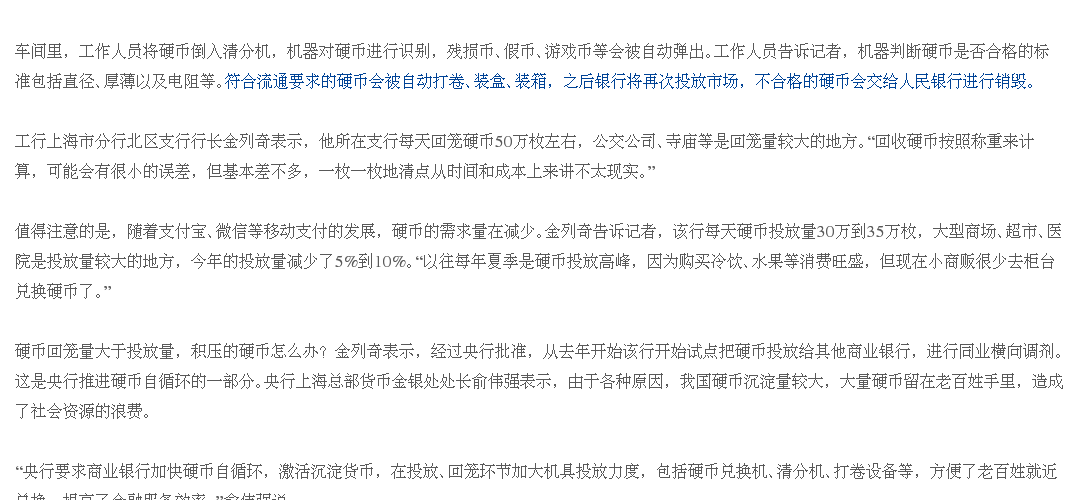 车间里，工作人员将硬币倒入清分机，机器对硬币进行识别，残损币、假币、游戏币等会被自动弹出。工作人员告诉记者，机器判断硬币是否合格的标
准包括直径、厚薄以及电阻等。符合流通要求的硬币会被自动打卷、装盒、装箱，之后银行将再次投放市场，不合格的硬币会交给人民银行进行销毁。
工行上海市分行北区支行行长金列奇表示，他所在支行每天回笼硬币50万枚左右，公交公司、寺庙等是回笼量较大的地方。“回收硬币按照称重来计
算，可能会有很小的误差，但基本差不多，一枚一枚地清点从时间和成本上来讲不太现实。”
值得注意的是，随着支付宝、微信等移动支付的发展，硬币的需求量在减少。金列奇告诉记者，该行每天硬币投放量30万到35万枚，大型商场、超市、医
院是投放量较大的地方，今年的投放量减少了5%到10%。“以往每年夏季是硬币投放高峰，因为购买冷饮、水果等消费旺盛，但现在小商贩很少去柜台
兑换硬币了。”
硬币回笼量大于投放量，积压的硬币怎么办？金列奇表示，经过央行批准，从去年开始该行开始试点把硬币投放给其他商业银行，进行同业横向调剂。
这是央行推进硬币自循环的一部分。央行上海总部货币金银处处长俞伟强表示，由于各种原因，我国硬币沉淀量较大，大量硬币留在老百姓手里，造成
了社会资源的浪费。
“央行要求商业银行加快硬币自循环，激活沉淀货币，在投放、回笼环节加大机具投放力度，包括硬币兑换机、清分机、打卷设备等，方便了老百姓就近
兑换，提高了金融服务效率。”俞伟强说